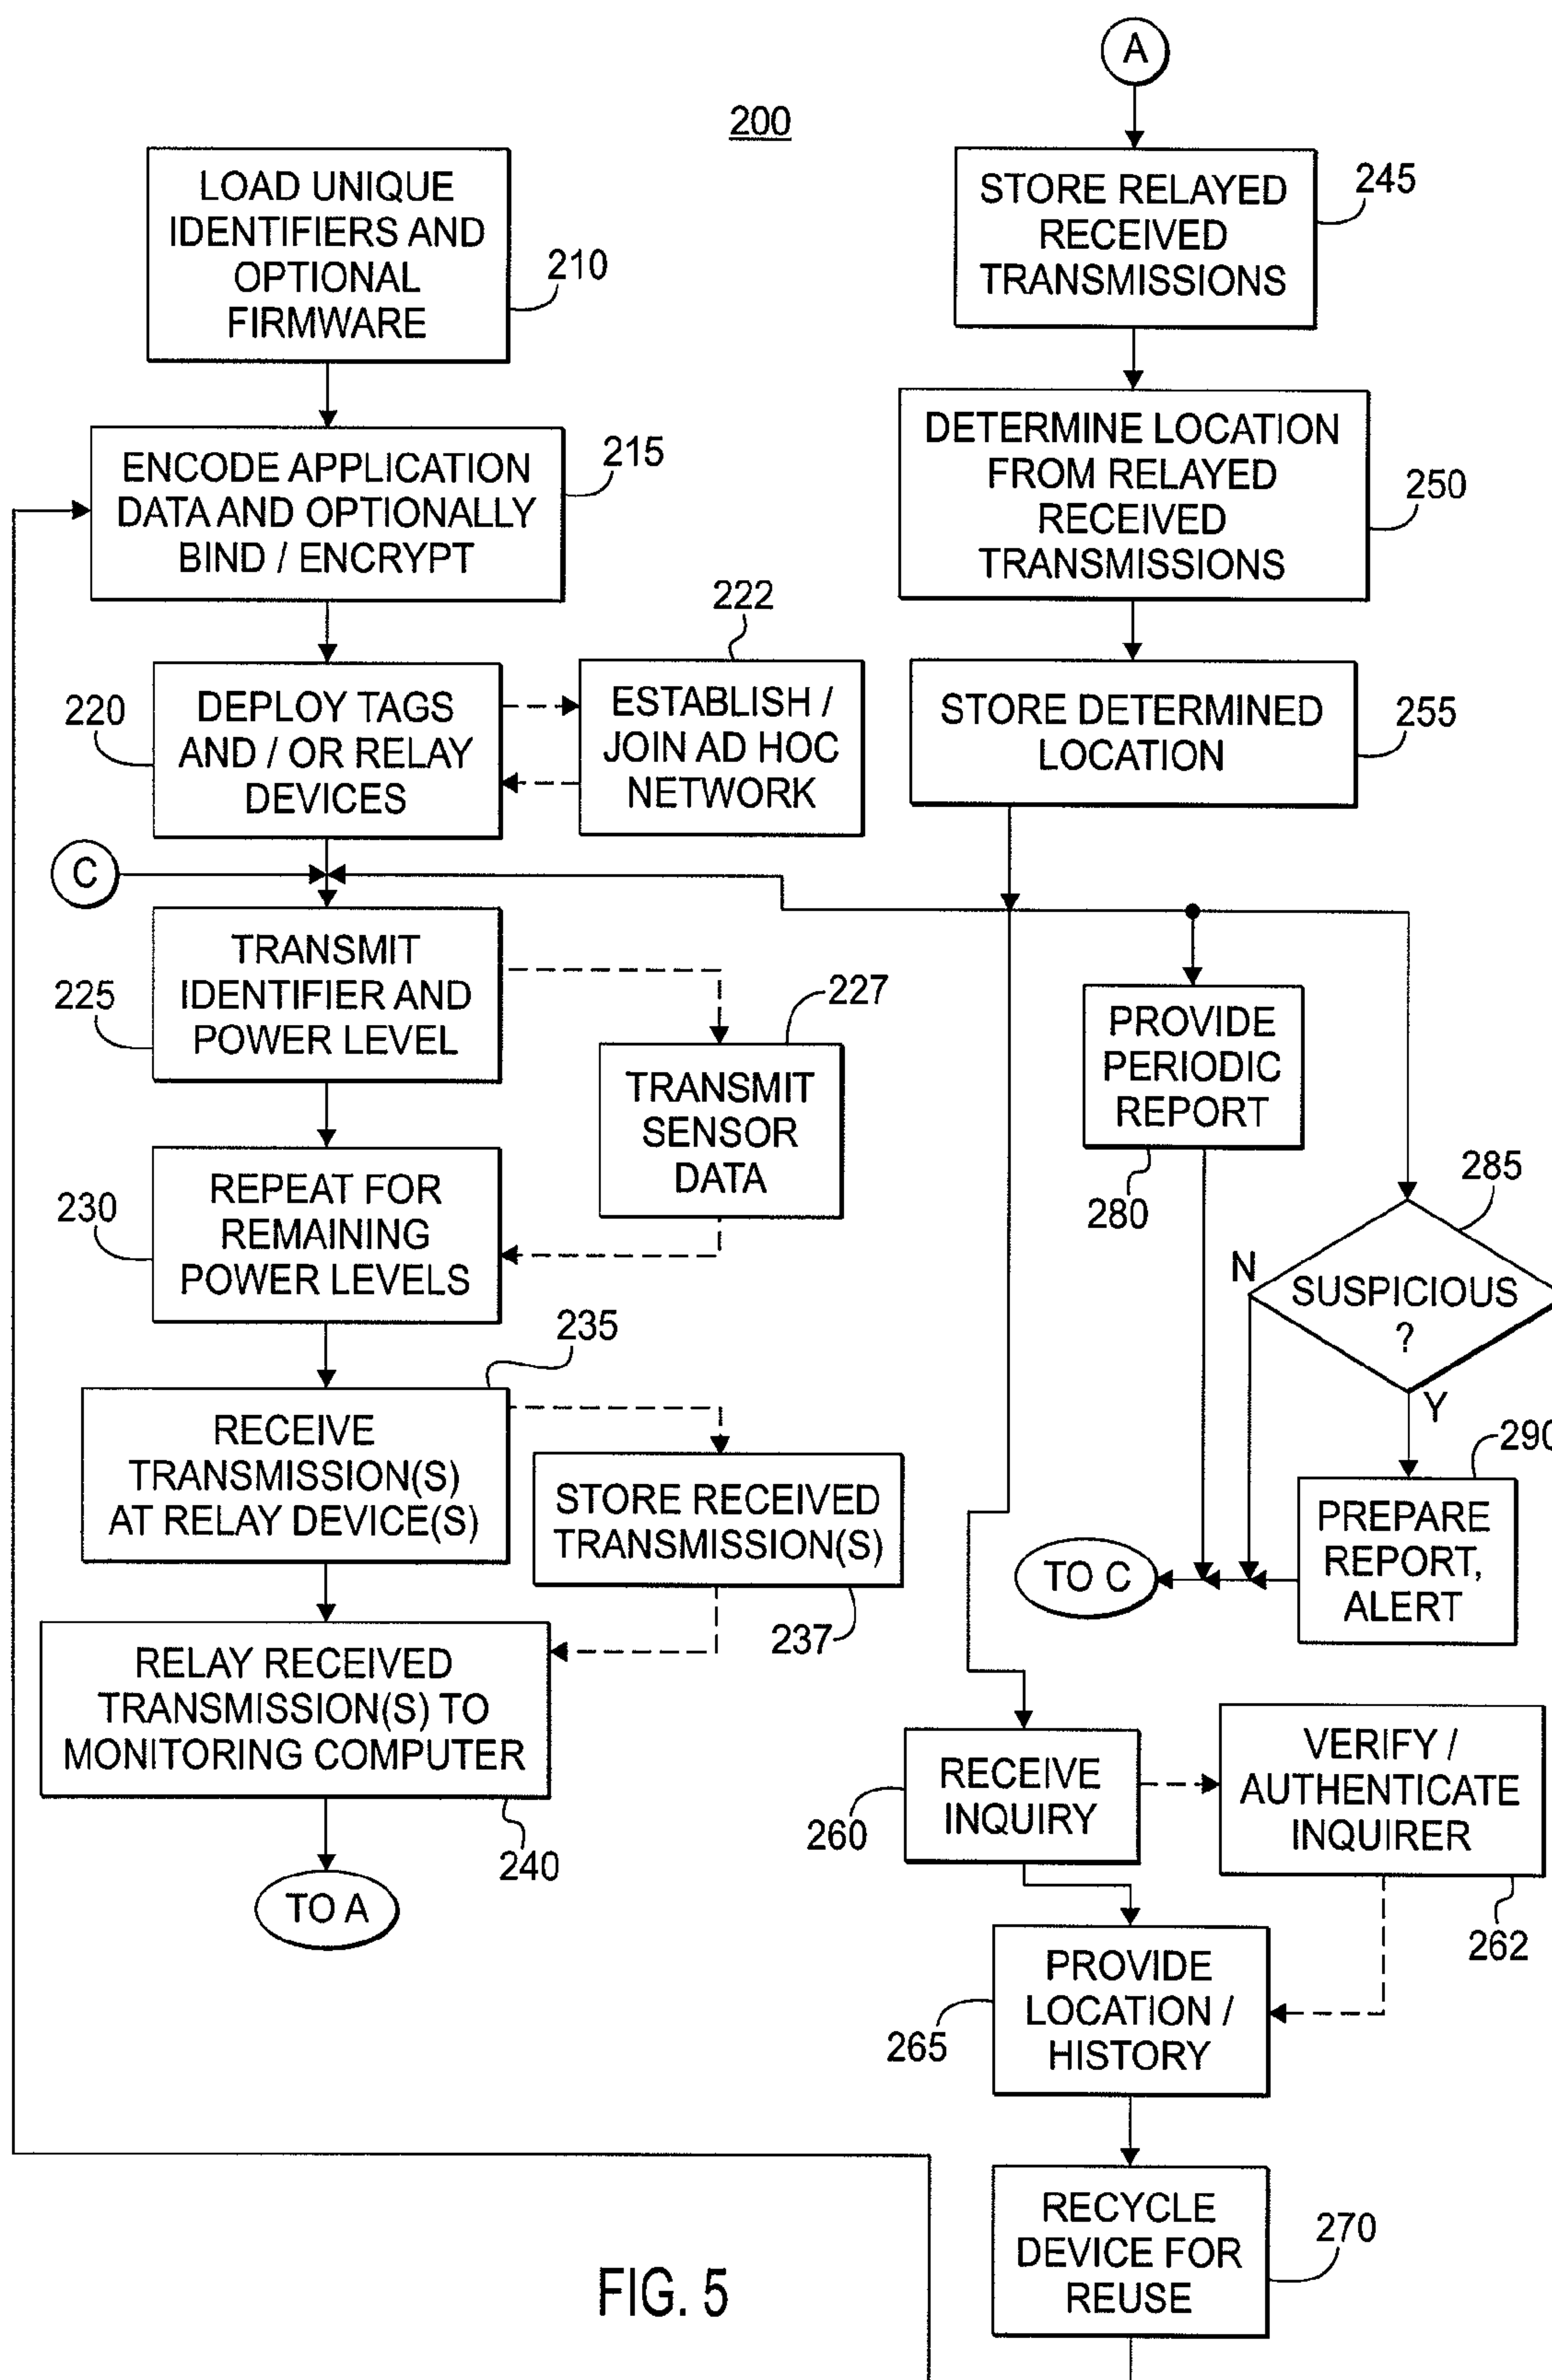 200
LOAD UNIQUE
IDENTIFIERS AND
OPTIONAL
FIRMWARE
210
ENCODE APPLICATION
DATA AND OPTIONALLY
BIND / ENCRYPT
215
DEPLOY TAGS
AND / OR RELAY
DEVICES
220
222
ESTABLISH /
JOIN AD HOC
NETWORK
C
TRANSMIT
IDENTIFIER AND
POWER LEVEL
225
227
TRANSMIT
SENSOR
DATA
REPEAT FOR
REMAINING
POWER LEVELS
230
235
RECEIVE
TRANSMISSION(S)
AT RELAY DEVICE(S)
STORE RECEIVED
TRANSMISSION(S)
237
RELAY RECEIVED
TRANSMISSION(S) TO
MONITORING COMPUTER
240
TO A
A
STORE RELAYED
RECEIVED
TRANSMISSIONS
245
DETERMINE LOCATION
FROM RELAYED
RECEIVED
TRANSMISSIONS
250
STORE DETERMINED
LOCATION
255
PROVIDE
PERIODIC
REPORT
280
285
SUSPICIOUS
?
N
Y
290
PREPARE
REPORT,
ALERT
TO C
RECEIVE
INQUIRY
260
VERIFY /
AUTHENTICATE
INQUIRER
262
PROVIDE
LOCATION /
HISTORY
265
RECYCLE
DEVICE FOR
REUSE
270
FIG. 5